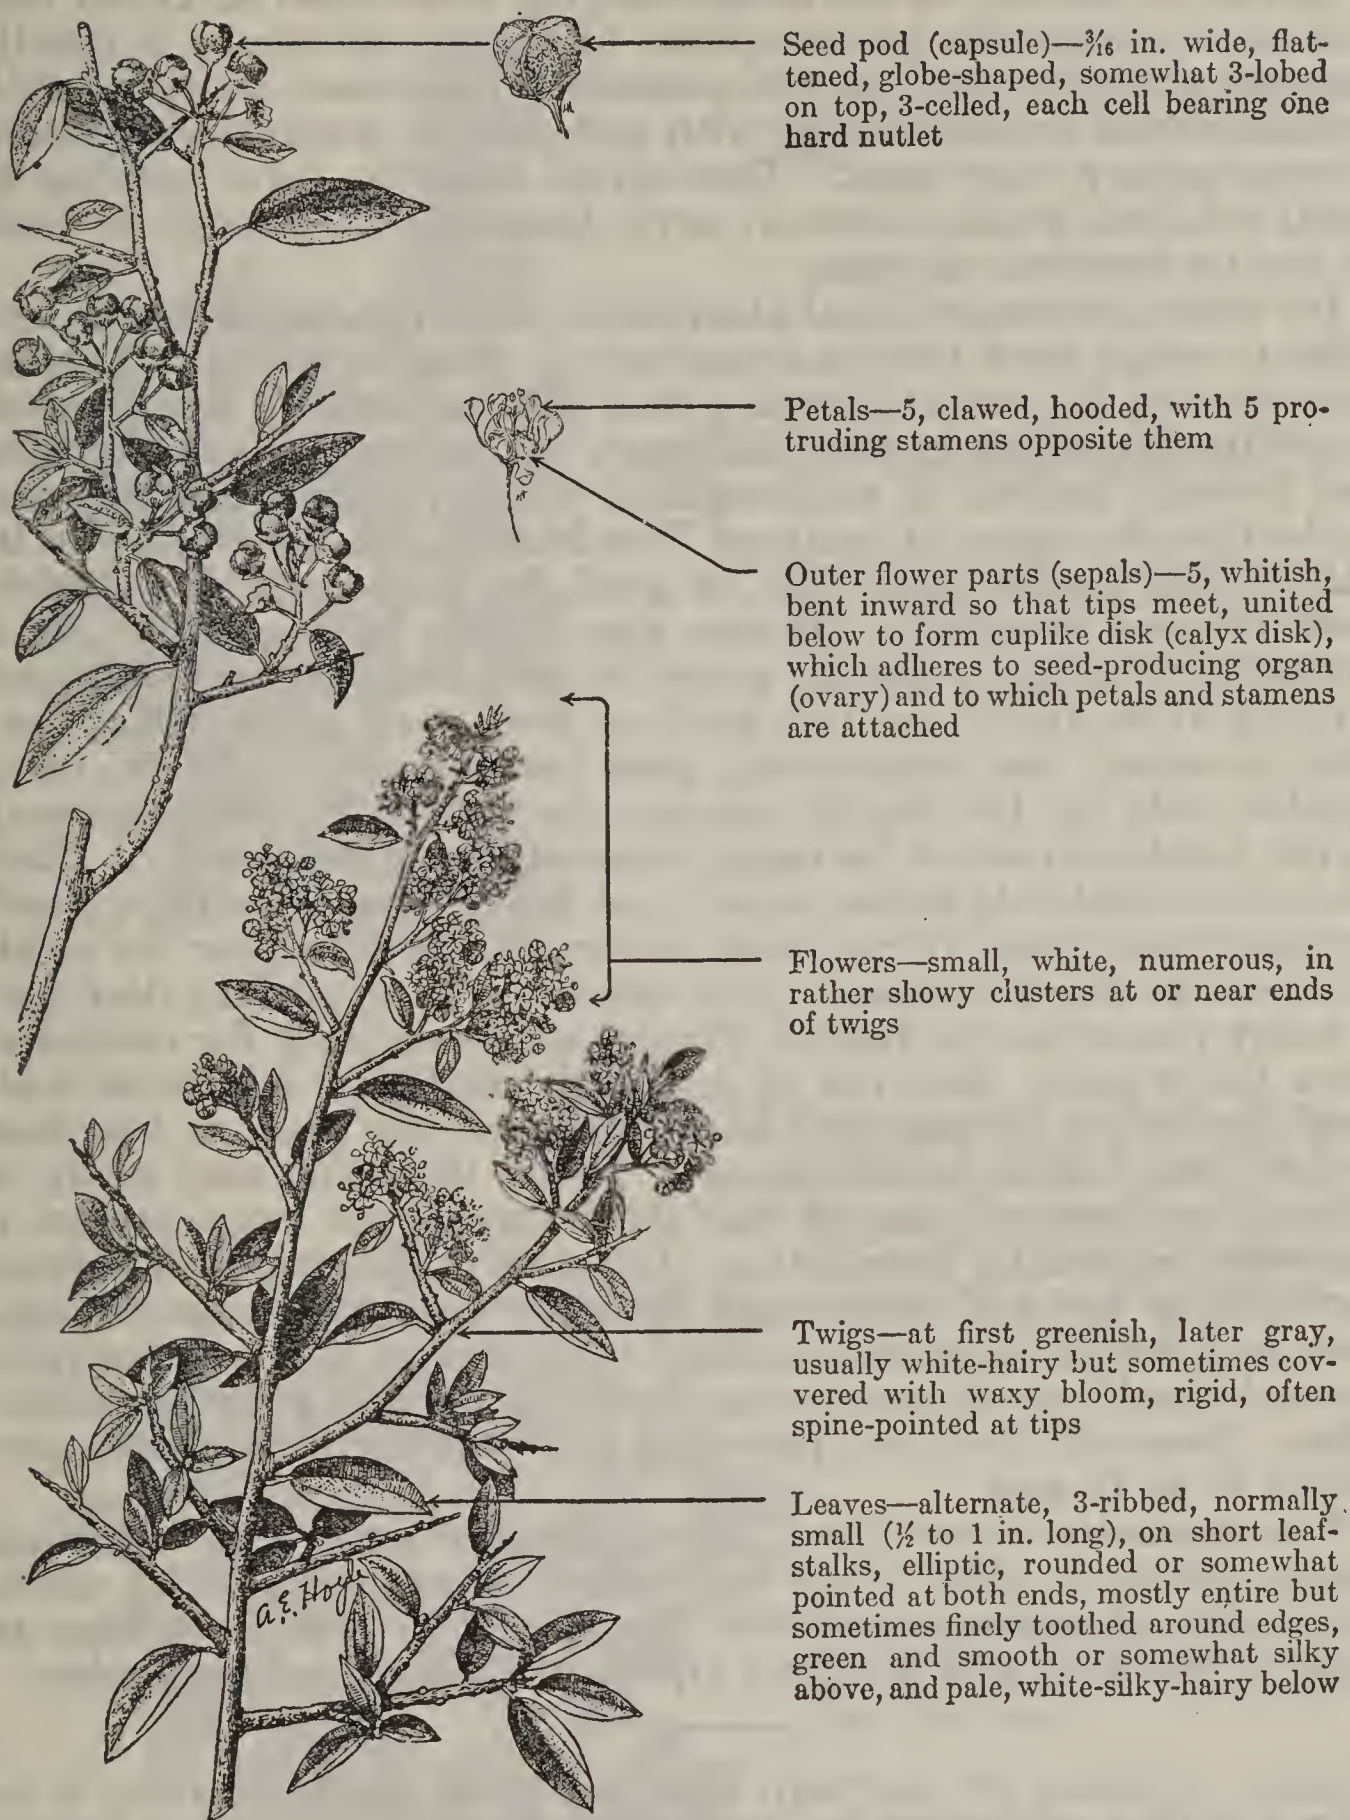 Seed pod (capsule)—3/16 in. wide, flat-
tened, globe-shaped, somewhat 3-lobed
on top, 3-celled, each cell bearing one
hard nutlet
Petals—5, clawed, hooded, with 5 pro-
truding stamens opposite them
Outer flower parts (sepals)—5, whitish,
bent inward so that tips meet, united
below to form cuplike disk (calyx disk),
which adheres to seed-producing organ
(ovary) and to which petals and stamens
are attached
Flowers—small, white, numerous, in
rather showy clusters at or near ends
of twigs
Twigs—at first greenish, later gray,
usually white-hairy but sometimes cov-
vered with waxy bloom, rigid, often
spine-pointed at tips
Leaves—alternate, 3-ribbed, normally
small (1/2 to 1 in. long), on short leaf-
stalks, elliptic, rounded or somewhat
pointed at both ends, mostly entire but
sometimes finely toothed around edges,
green and smooth or somewhat silky
above, and pale, white-silky-hairy below
A.E. Hoyle